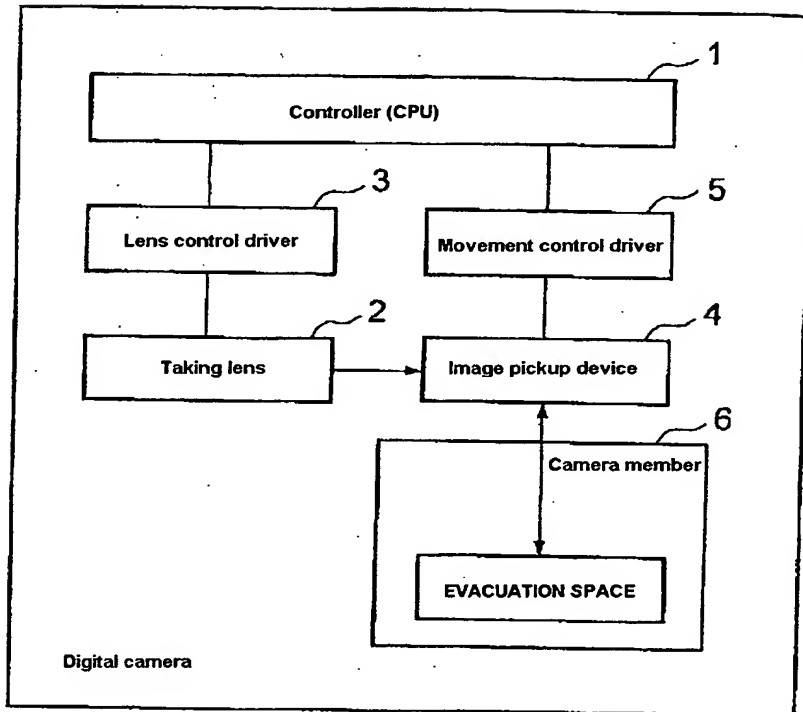 1
Controller (CPU)
3
5
Lens control driver
Movement control driver
2
4
Taking lens
Image pickup device
6
Camera member
EVACUATION SPACE
Digital camera